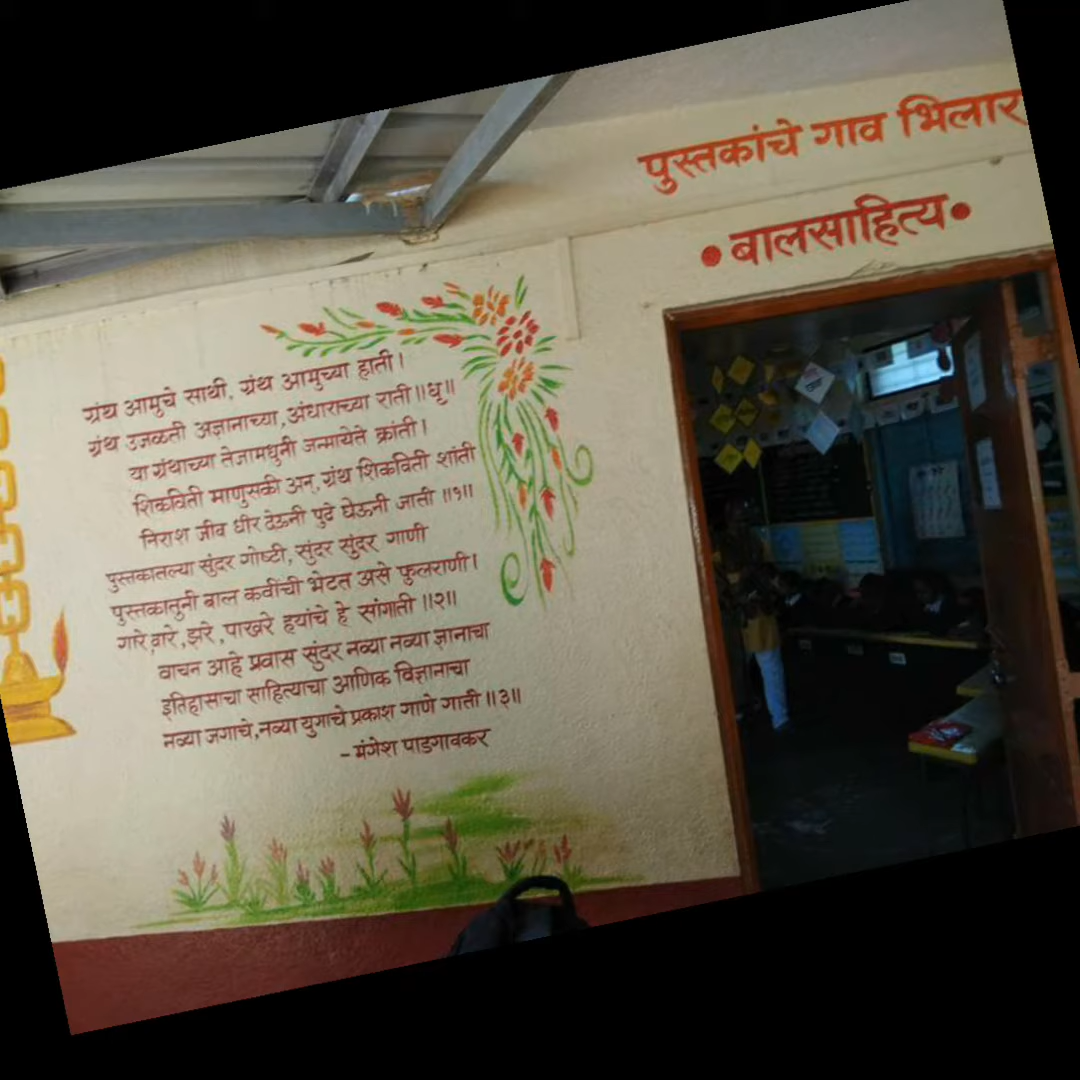 पुस्तकांचे गाव भिलार
•बालसाहित्य•
ग्रंथ आमुचे साथी, ग्रंथ आमुच्या हाती।
ग्रंथ उजळती अज्ञानाच्या,अंधाराच्या राती॥धृ॥
या ग्रंथाच्या तेजामधुनी जन्मायेते क्रांती।
शिकविती माणुसकी अन्, ग्रंथ शिकविती शांती
निराश जीव धीर देऊनी पुढे घेऊनी जाती ॥१॥
पुस्तकातल्या सुंदर गोष्टी, सुंदर सुंदर गाणी
पुस्तकातुनी बाल कवींची भेटत असे फुलराणी।
गारे,वारे,झरे,पाखरे हयांचे हे सांगाती ॥२॥
वाचन आहे प्रवास सुंदर नव्या नव्या ज्ञानाचा
इतिहासाचा साहित्याचा आणिक विज्ञानाचा
नव्या जगाचे,नव्या युगाचे प्रकाश गाणे गाती ॥३॥
-मंगेश पाडगावकर